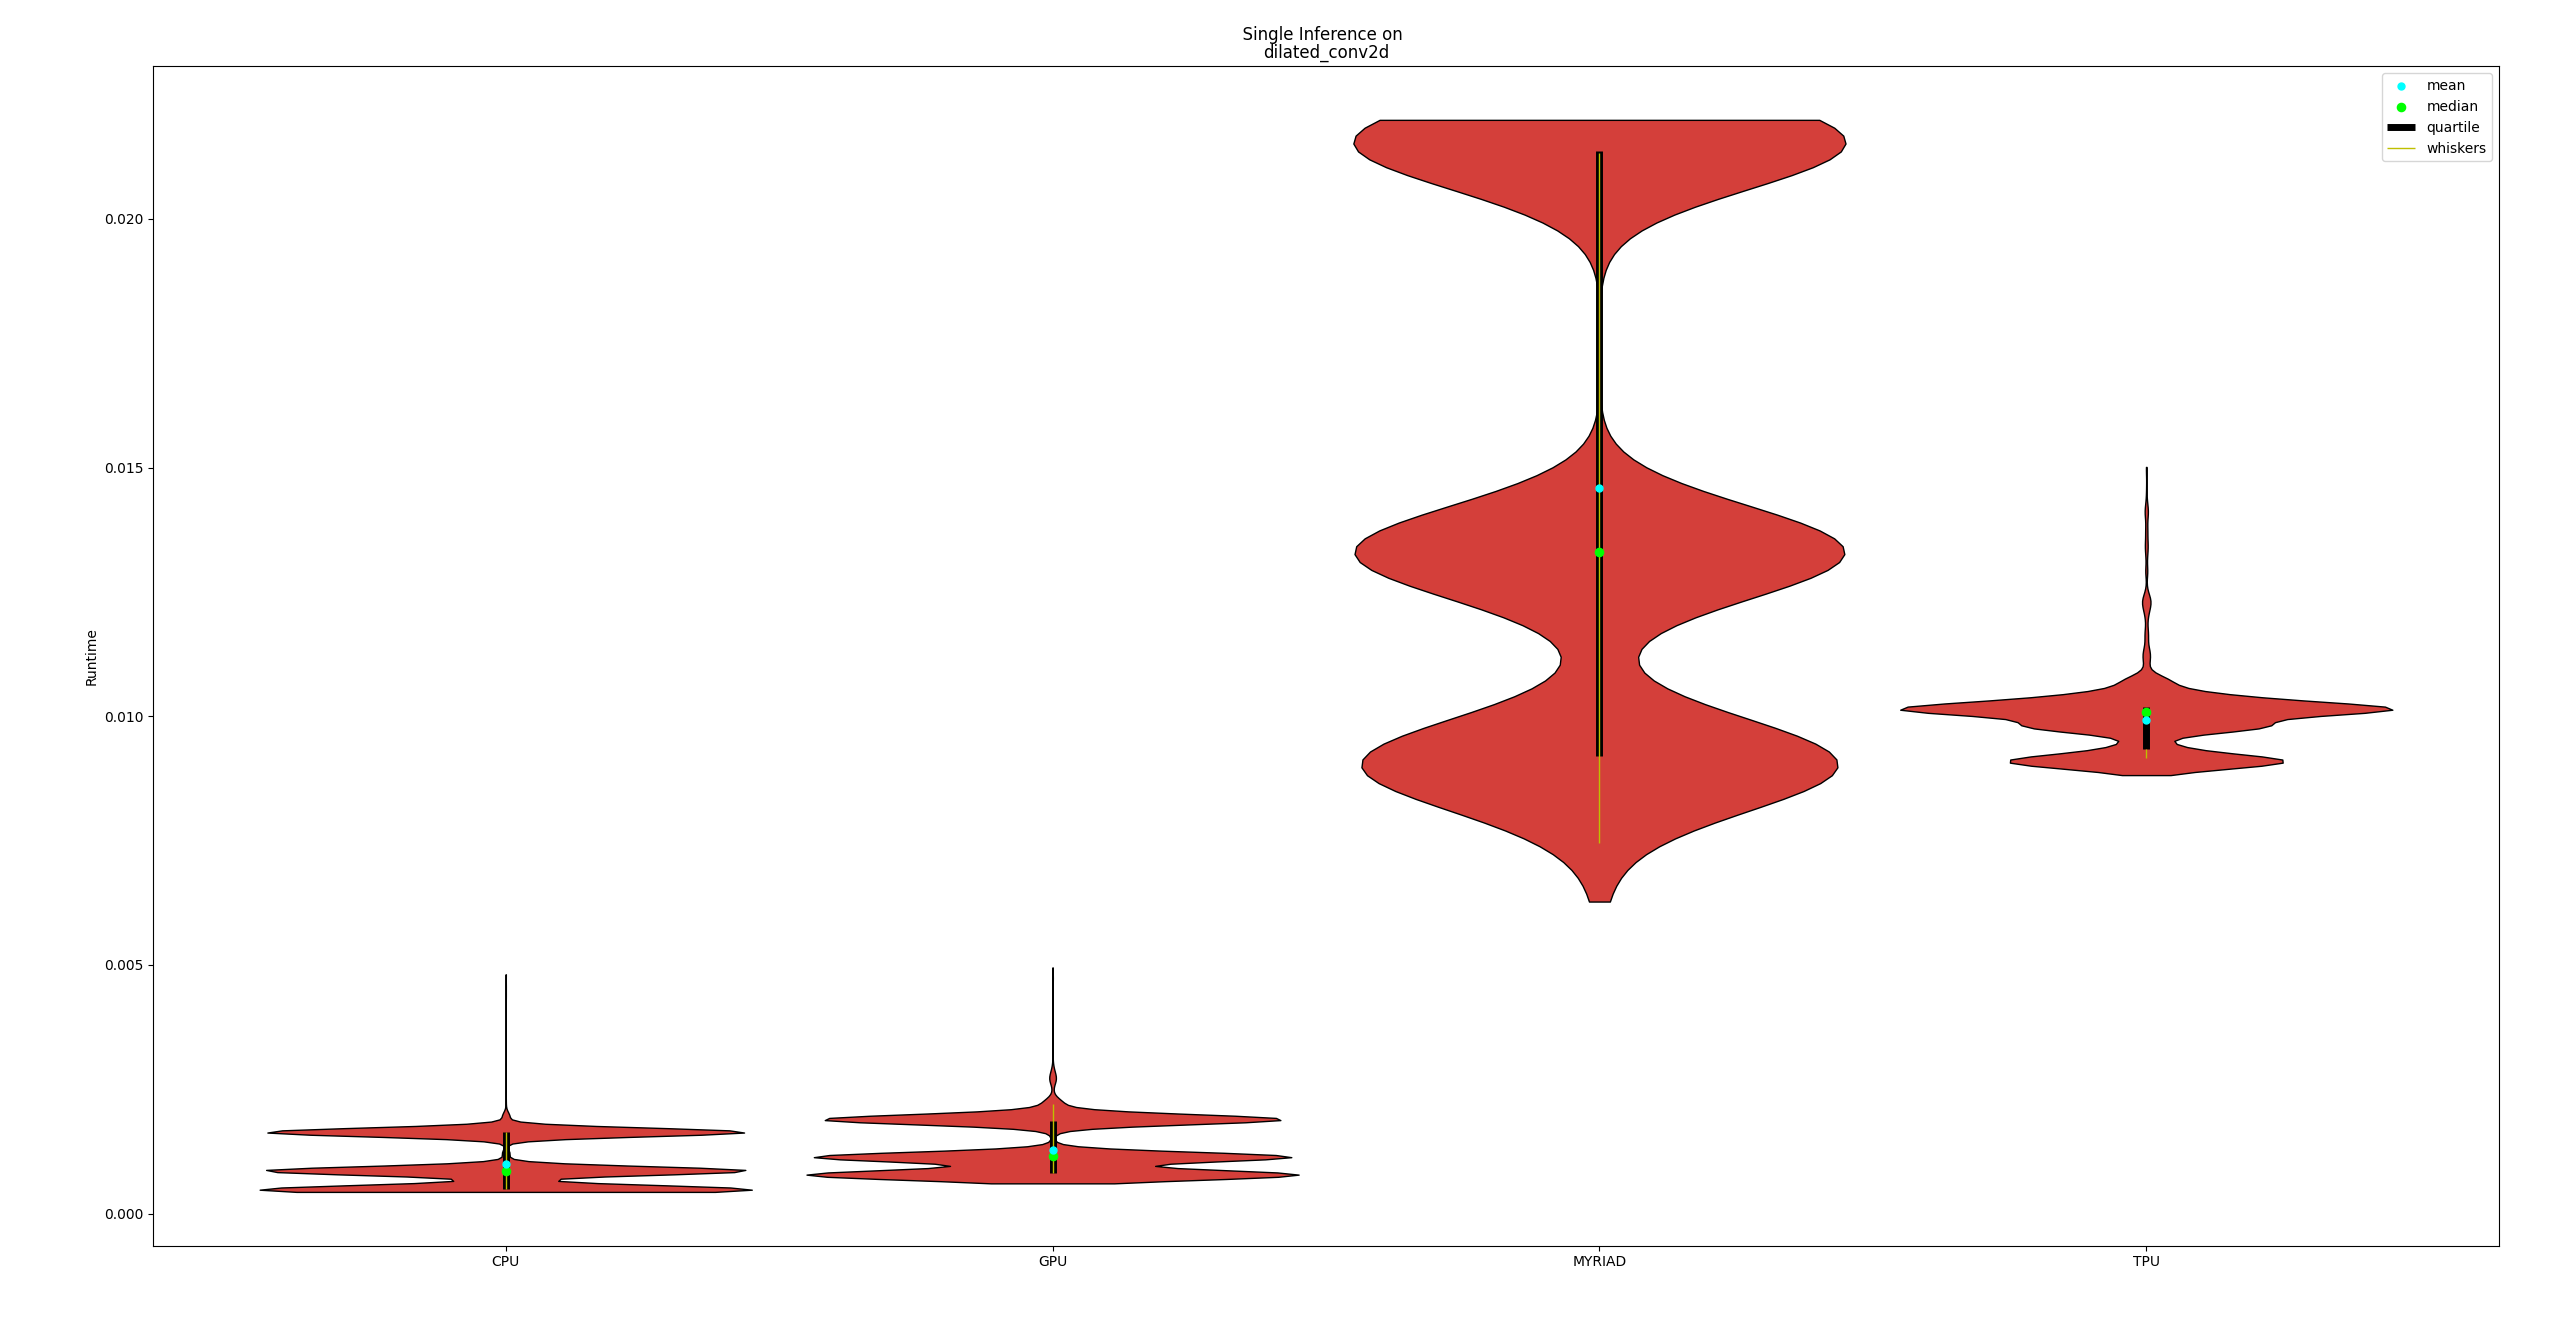 Single Inference on
dilated_conv2d
mean
median
quartile
whiskers
Runtime
0.020
0.015
0.010
0.005
0.000
CPU GPU MYRIAD TPU